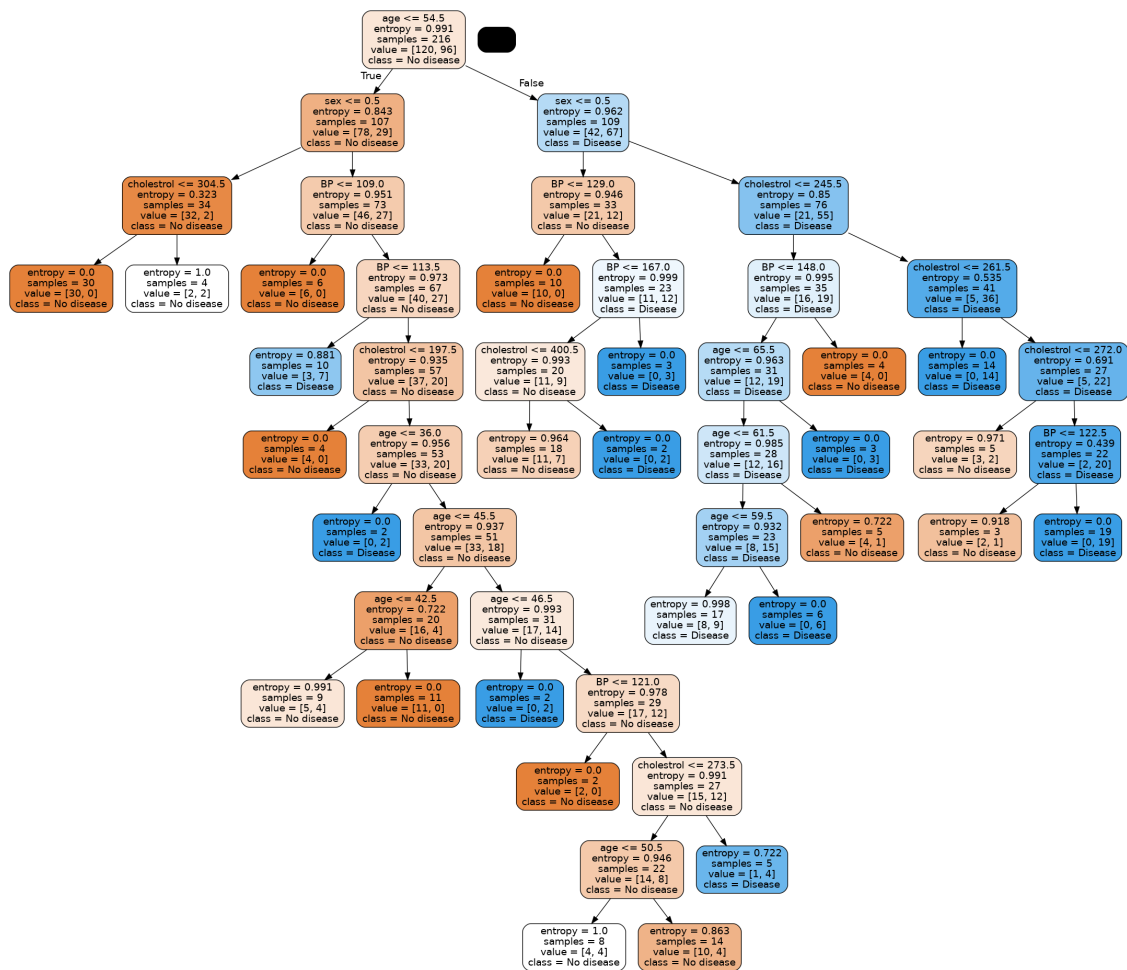 age <= 54.5
entropy = 0.991
samples = 216
value = [120, 96]
class = No disease
True
False
sex <= 0.5
entropy = 0.843
samples = 107
value = [78, 29]
class = No disease
sex <= 0.5
entropy = 0.962
samples = 109
value = [42, 67]
class = Disease
cholestrol <= 304.5
entropy = 0.323
samples = 34
value = [32, 2]
class = No disease
BP <= 109.0
entropy = 0.951
samples = 73
value = [46, 27]
class = No disease
BP <= 129.0
entropy = 0.946
samples = 33
value = [21, 12]
class = No disease
cholestrol <= 245.5
entropy = 0.85
samples = 76
value = [21, 55]
class = Disease
entropy = 0.0
samples = 30
value = [30, 0]
class = No disease
entropy = 1.0
samples = 4
value = [2, 2]
class = No disease
entropy = 0.0
samples = 6
value = [6, 0]
class = No disease
BP <= 113.5
entropy = 0.973
samples = 67
value = [40, 27]
class = No disease
entropy = 0.0
samples = 10
value = [10, 0]
class = No disease
BP <= 167.0
entropy = 0.999
samples = 23
value = [11, 12]
class = Disease
BP <= 148.0
entropy = 0.995
samples = 35
value = [16, 19]
class = Disease
cholestrol <= 261.5
entropy = 0.535
samples = 41
value = [5, 36]
class = Disease
entropy = 0.881
samples = 10
value = [3, 7]
class = Disease
cholestrol <= 197.5
entropy = 0.935
samples = 57
value = [37, 20]
class = No disease
cholestrol <= 400.5
entropy = 0.993
samples = 20
value = [11, 9]
class = No disease
entropy = 0.0
samples = 3
value = [0, 3]
class = Disease
age <= 65.5
entropy = 0.963
samples = 31
value = [12, 19]
class = Disease
entropy = 0.0
samples = 4
value = [4, 0]
class = No disease
entropy = 0.0
samples = 14
value = [0, 14]
class = Disease
cholestrol <= 272.0
entropy = 0.691
samples = 27
value = [5, 22]
class = Disease
entropy = 0.0
samples = 4
value = [4, 0]
class = No disease
age <= 36.0
entropy = 0.956
samples = 53
value = [33, 20]
class = No disease
entropy = 0.964
samples = 18
value = [11, 7]
class = No disease
entropy = 0.0
samples = 2
value = [0, 2]
class = Disease
age <= 61.5
entropy = 0.985
samples = 28
value = [12, 16]
class = Disease
entropy = 0.0
samples = 3
value = [0, 3]
class = Disease
entropy = 0.971
samples = 5
value = [3, 2]
class = No disease
BP <= 122.5
entropy = 0.439
samples = 22
value = [2, 20]
class = Disease
entropy = 0.0
samples = 2
value = [0, 2]
class = Disease
age <= 45.5
entropy = 0.937
samples = 51
value = [33, 18]
class = No disease
age <= 59.5
entropy = 0.932
samples = 23
value = [8, 15]
class = Disease
entropy = 0.722
samples = 5
value = [4, 1]
class = No disease
entropy = 0.918
samples = 3
value = [2, 1]
class = No disease
entropy = 0.0
samples = 19
value = [0, 19]
class = Disease
age <= 42.5
entropy = 0.722
samples = 20
value = [16, 4]
class = No disease
age <= 46.5
entropy = 0.993
samples = 31
value = [17, 14]
class = No disease
entropy = 0.998
samples = 17
value = [8, 9]
class = Disease
entropy = 0.0
samples = 6
value = [0, 6]
class = Disease
entropy = 0.991
samples = 9
value = [5, 4]
class = No disease
entropy = 0.0
samples = 11
value = [11, 0]
class = No disease
entropy = 0.0
samples = 2
value = [0, 2]
class = Disease
BP <= 121.0
entropy = 0.978
samples = 29
value = [17, 12]
class = No disease
entropy = 0.0
samples = 2
value = [2, 0]
class = No disease
cholestrol <= 273.5
entropy = 0.991
samples = 27
value = [15, 12]
class = No disease
age <= 50.5
entropy = 0.946
samples = 22
value = [14, 8]
class = No disease
entropy = 0.722
samples = 5
value = [1, 4]
class = Disease
entropy = 1.0
samples = 8
value = [4, 4]
class = No disease
entropy = 0.863
samples = 14
value = [10, 4]
class = No disease